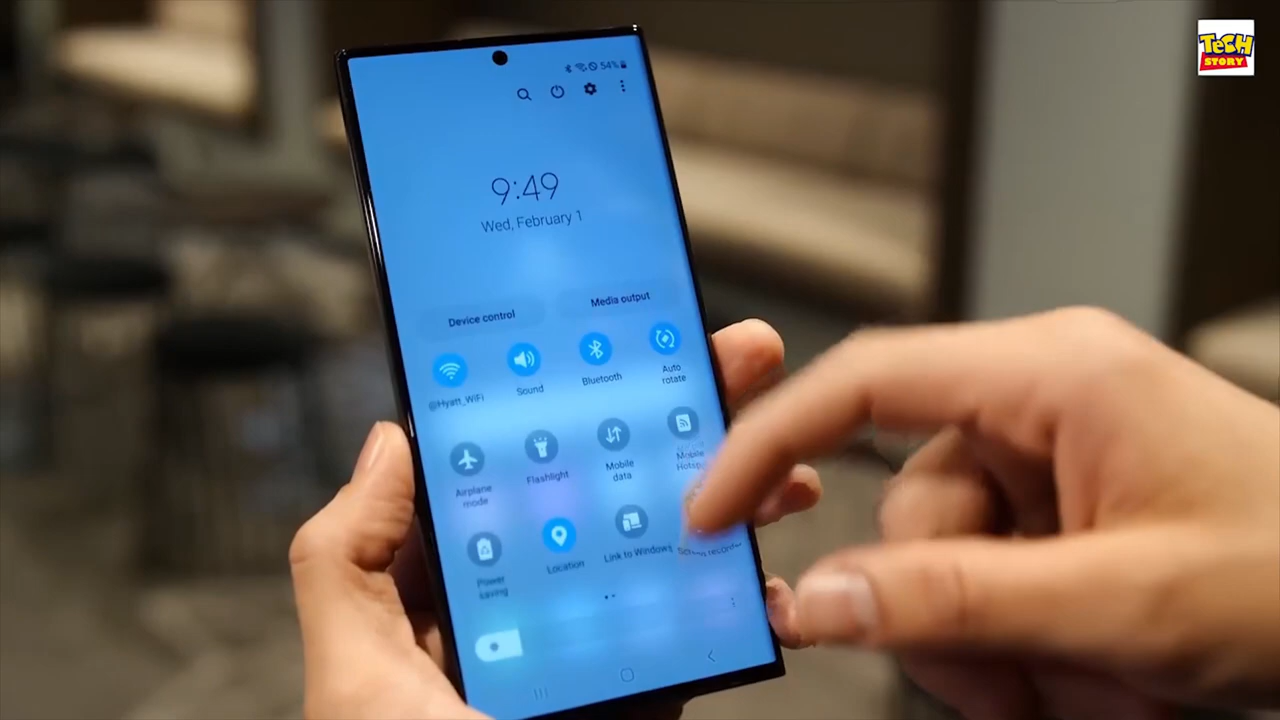 TeCH
STORY
54%
9:49
Wed, February 1
Device control
Media output
@Hyatt_WiFi
Sound
Bluetooth
Auto
rotate
Airplane
mode
Flashlight
Mobile
data
Mobile
Power
saving
Location
Link to Windows